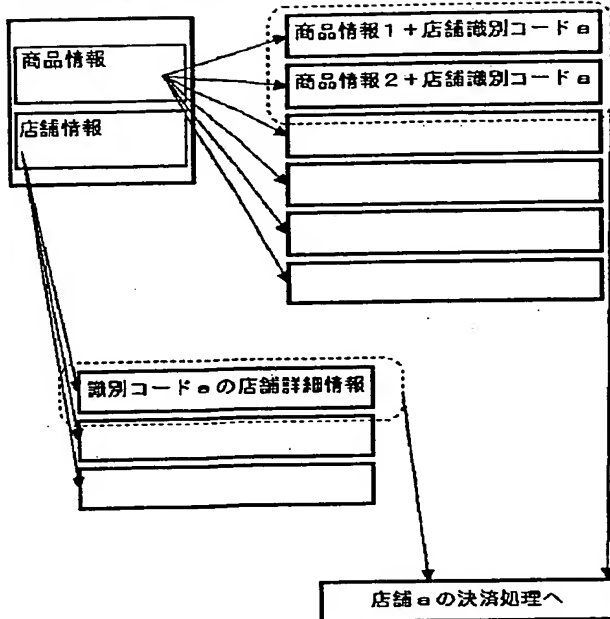 商品情報
店舗情報
商品情報1+店舗識別コードa
商品情報2+店舗識別コードa
識別コードaの店舗詳細情報
店舗aの決済処理へ